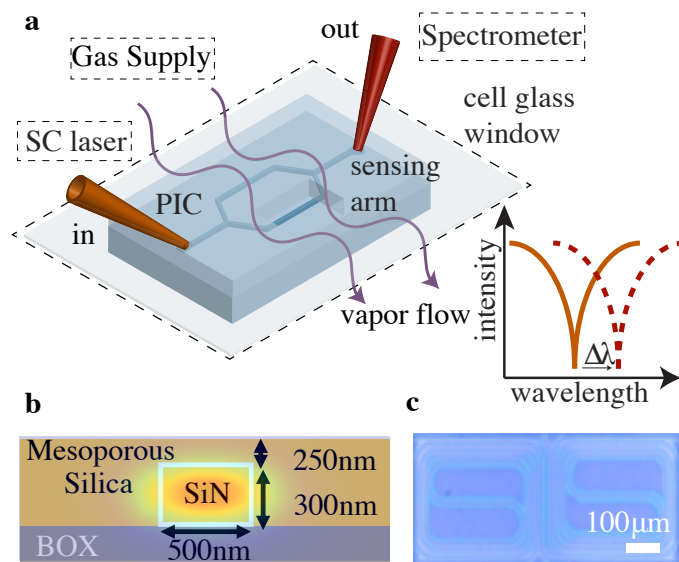 a
out
Gas Supply
Spectrometer
SC laser
cell glass
window
sensing
arm
PIC
in
vapor flow
intensity
Δλ
wavelength
b
c
Mesoporous
Silica
SiN
250nm
300nm
BOX
500nm
100μm